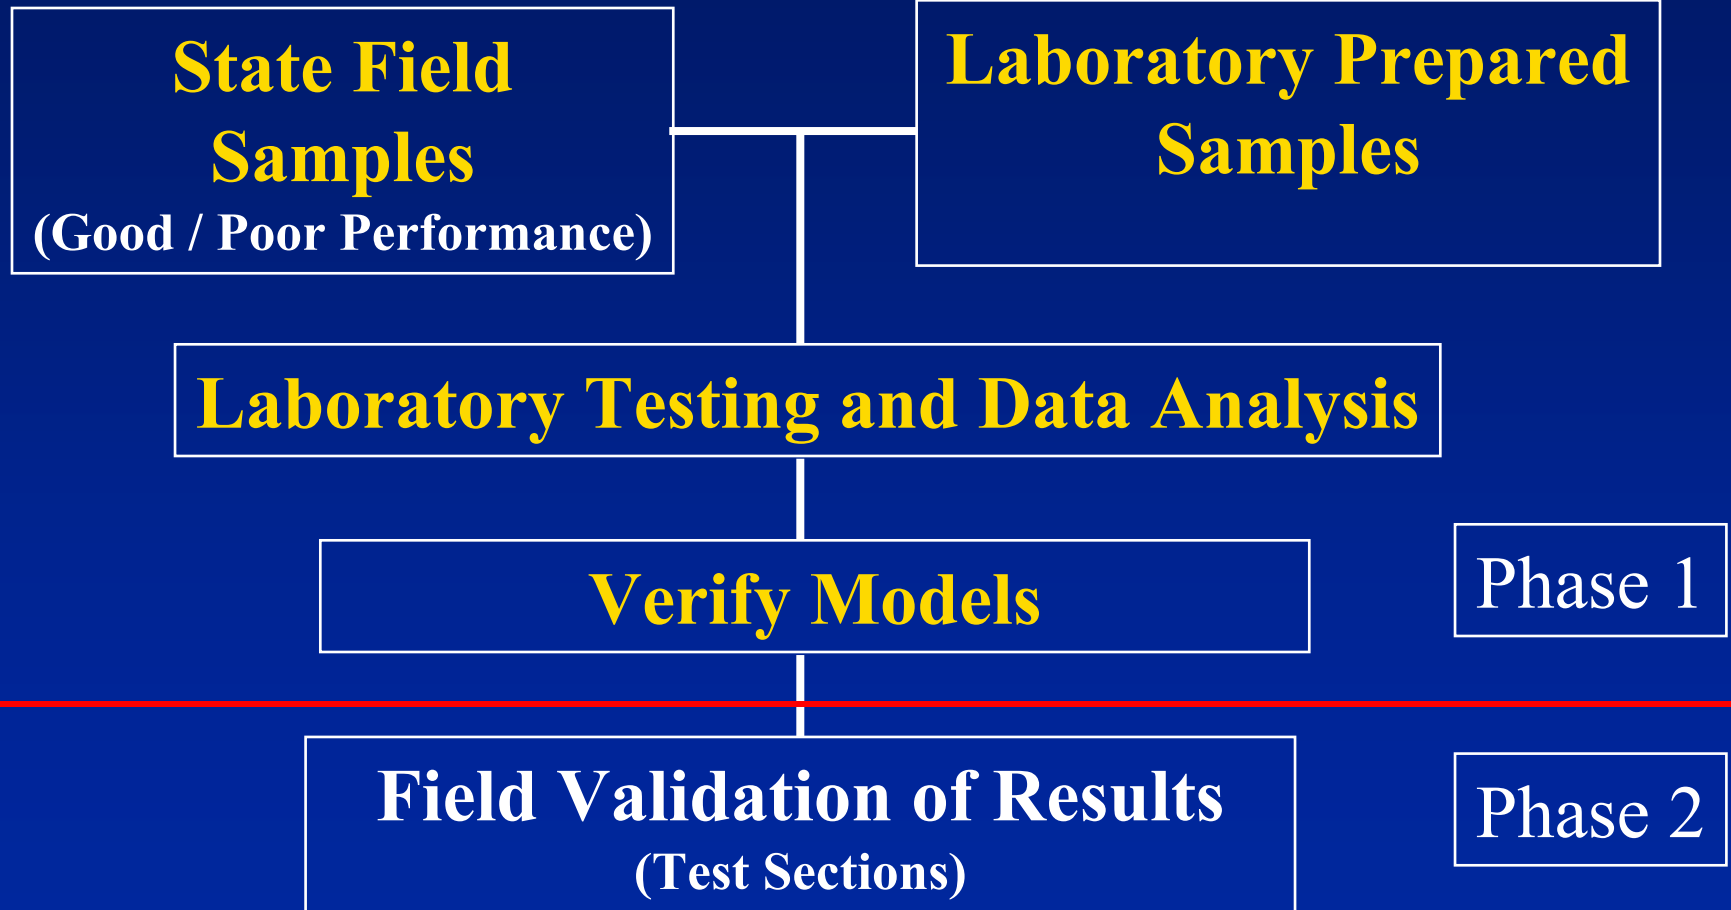 State Field
Samples
(Good / Poor Performance)
Laboratory Prepared
Samples
Laboratory Testing and Data Analysis
Verify Models
Phase 1
Field Validation of Results
(Test Sections)
Phase 2